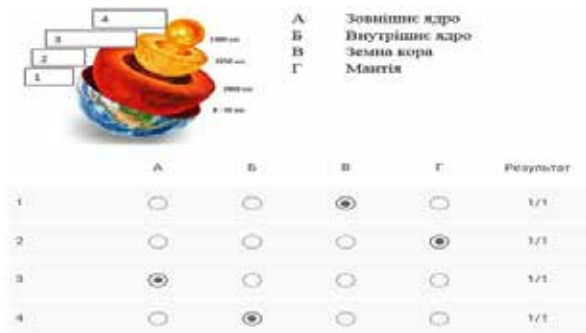 4
3
2
1
А Зовнішнє ядро
Б Внутрішнє ядро
В Земна кора
Г Мантія
А Б В Г Результат
1 1/1
2 1/1
3 1/1
4 1/1